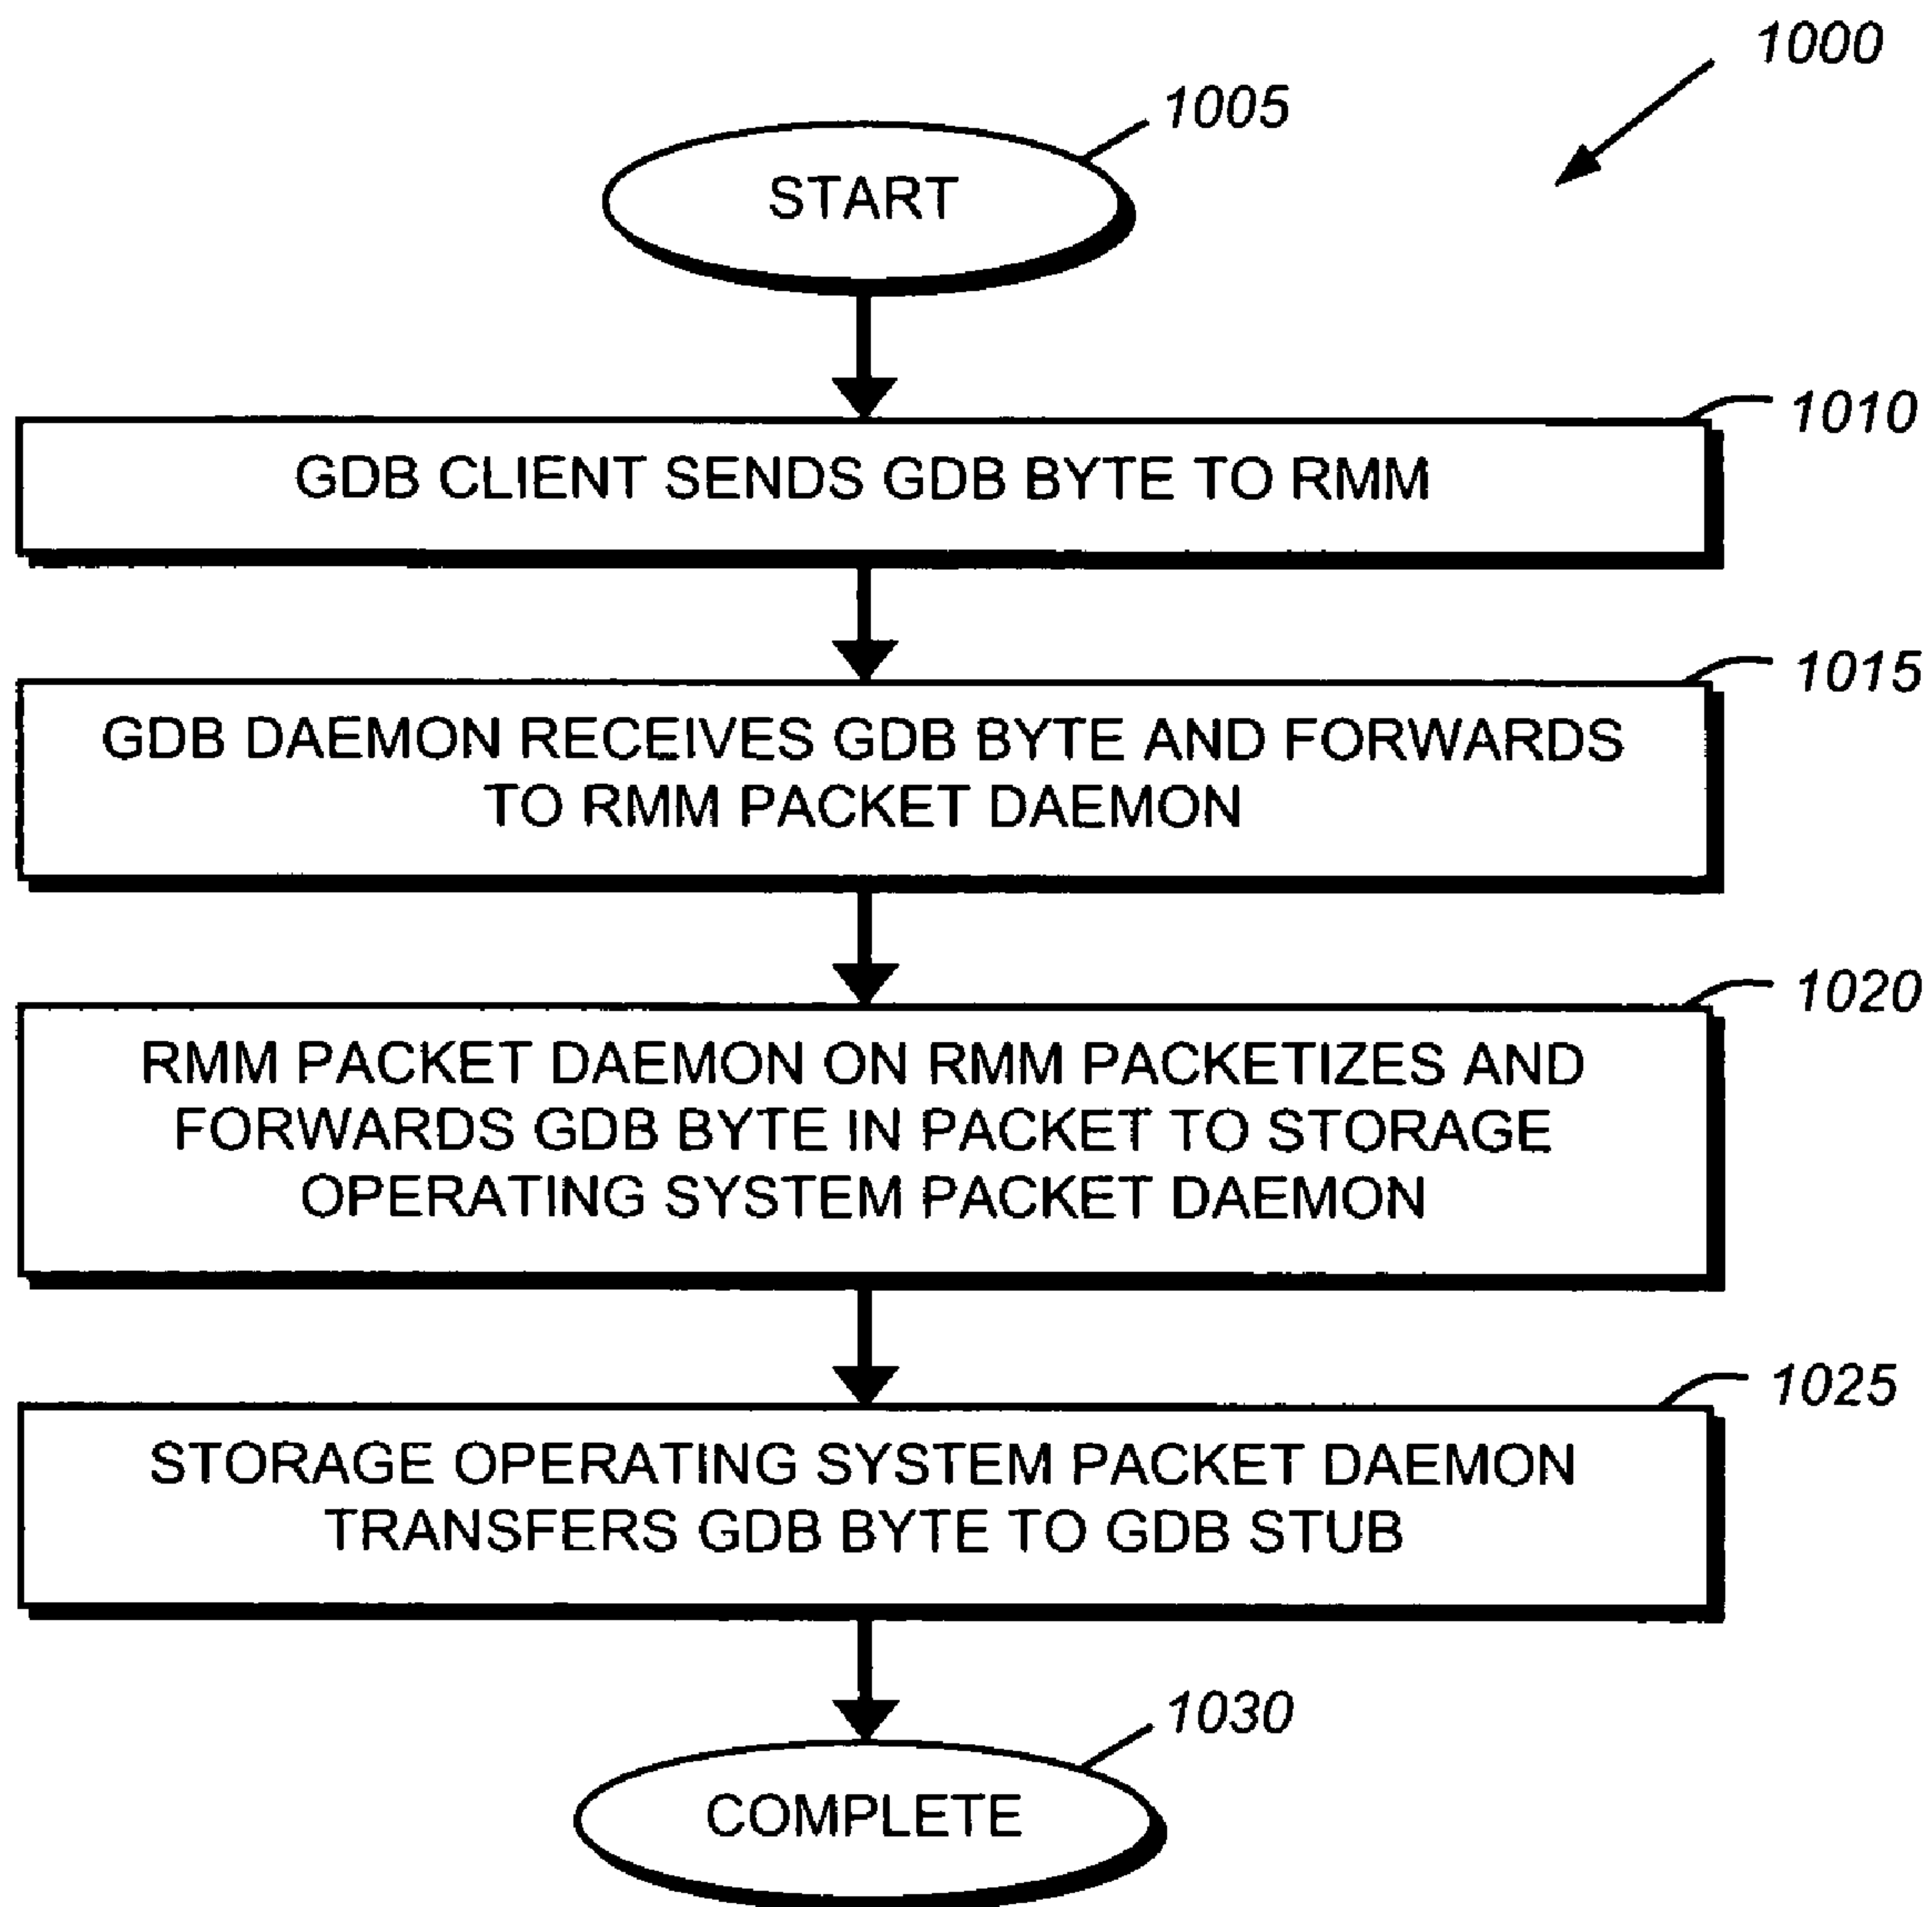 1000
1005
START
1010
GDB CLIENT SENDS GDB BYTE TO RMM
1015
GDB DAEMON RECEIVES GDB BYTE AND FORWARDS
TO RMM PACKET DAEMON
1020
RMM PACKET DAEMON ON RMM PACKETIZES AND
FORWARDS GDB BYTE IN PACKET TO STORAGE
OPERATING SYSTEM PACKET DAEMON
1025
STORAGE OPERATING SYSTEM PACKET DAEMON
TRANSFERS GDB BYTE TO GDB STUB
1030
COMPLETE